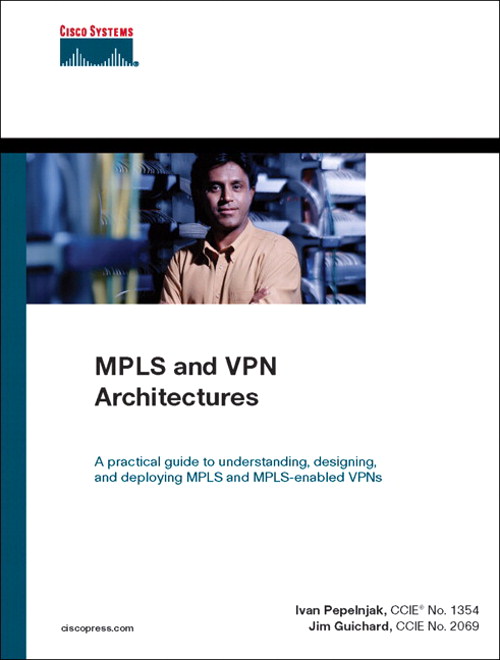 CISCO SYSTEMS
MPLS and VPN
Architectures
A practical guide to understanding, designing,
and deploying MPLS and MPLS-enabled VPNs
Ivan Pepelnjak, CCIE® No. 1354
ciscopress.com
Jim Guichard, CCIE No. 2069